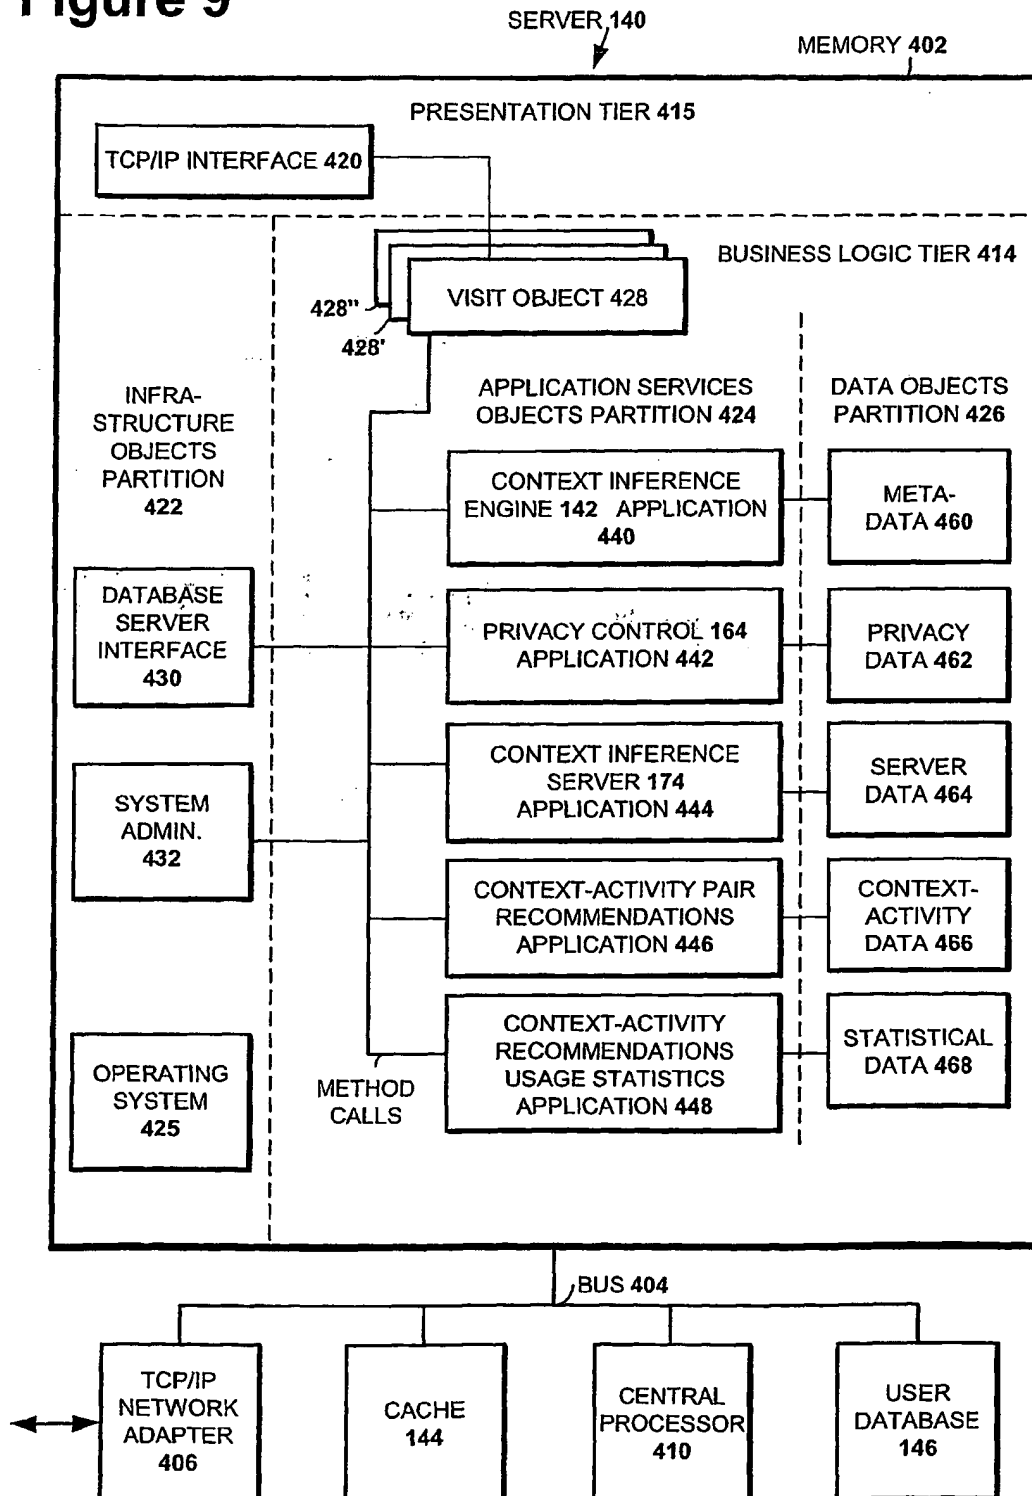 Figure 9
SERVER 140
MEMORY 402
PRESENTATION TIER 415
TCP/IP INTERFACE 420
BUSINESS LOGIC TIER 414
VISIT OBJECT 428
428"
428'
INFRA-
STRUCTURE
OBJECTS
PARTITION
422
APPLICATION SERVICES
OBJECTS PARTITION 424
DATA OBJECTS
PARTITION 426
CONTEXT INFERENCE
ENGINE 142 APPLICATION
440
META-
DATA 460
DATABASE
SERVER
INTERFACE
430
PRIVACY CONTROL 164
APPLICATION 442
PRIVACY
DATA 462
CONTEXT INFERENCE
SERVER 174
APPLICATION 444
SERVER
DATA 464
SYSTEM
ADMIN.
432
CONTEXT-ACTIVITY PAIR
RECOMMENDATIONS
APPLICATION 446
CONTEXT-
ACTIVITY
DATA 466
CONTEXT-ACTIVITY
RECOMMENDATIONS
USAGE STATISTICS
APPLICATION 448
STATISTICAL
DATA 468
OPERATING
SYSTEM
425
METHOD
CALLS
BUS 404
TCP/IP
NETWORK
ADAPTER
406
CACHE
144
CENTRAL
PROCESSOR
410
USER
DATABASE
146